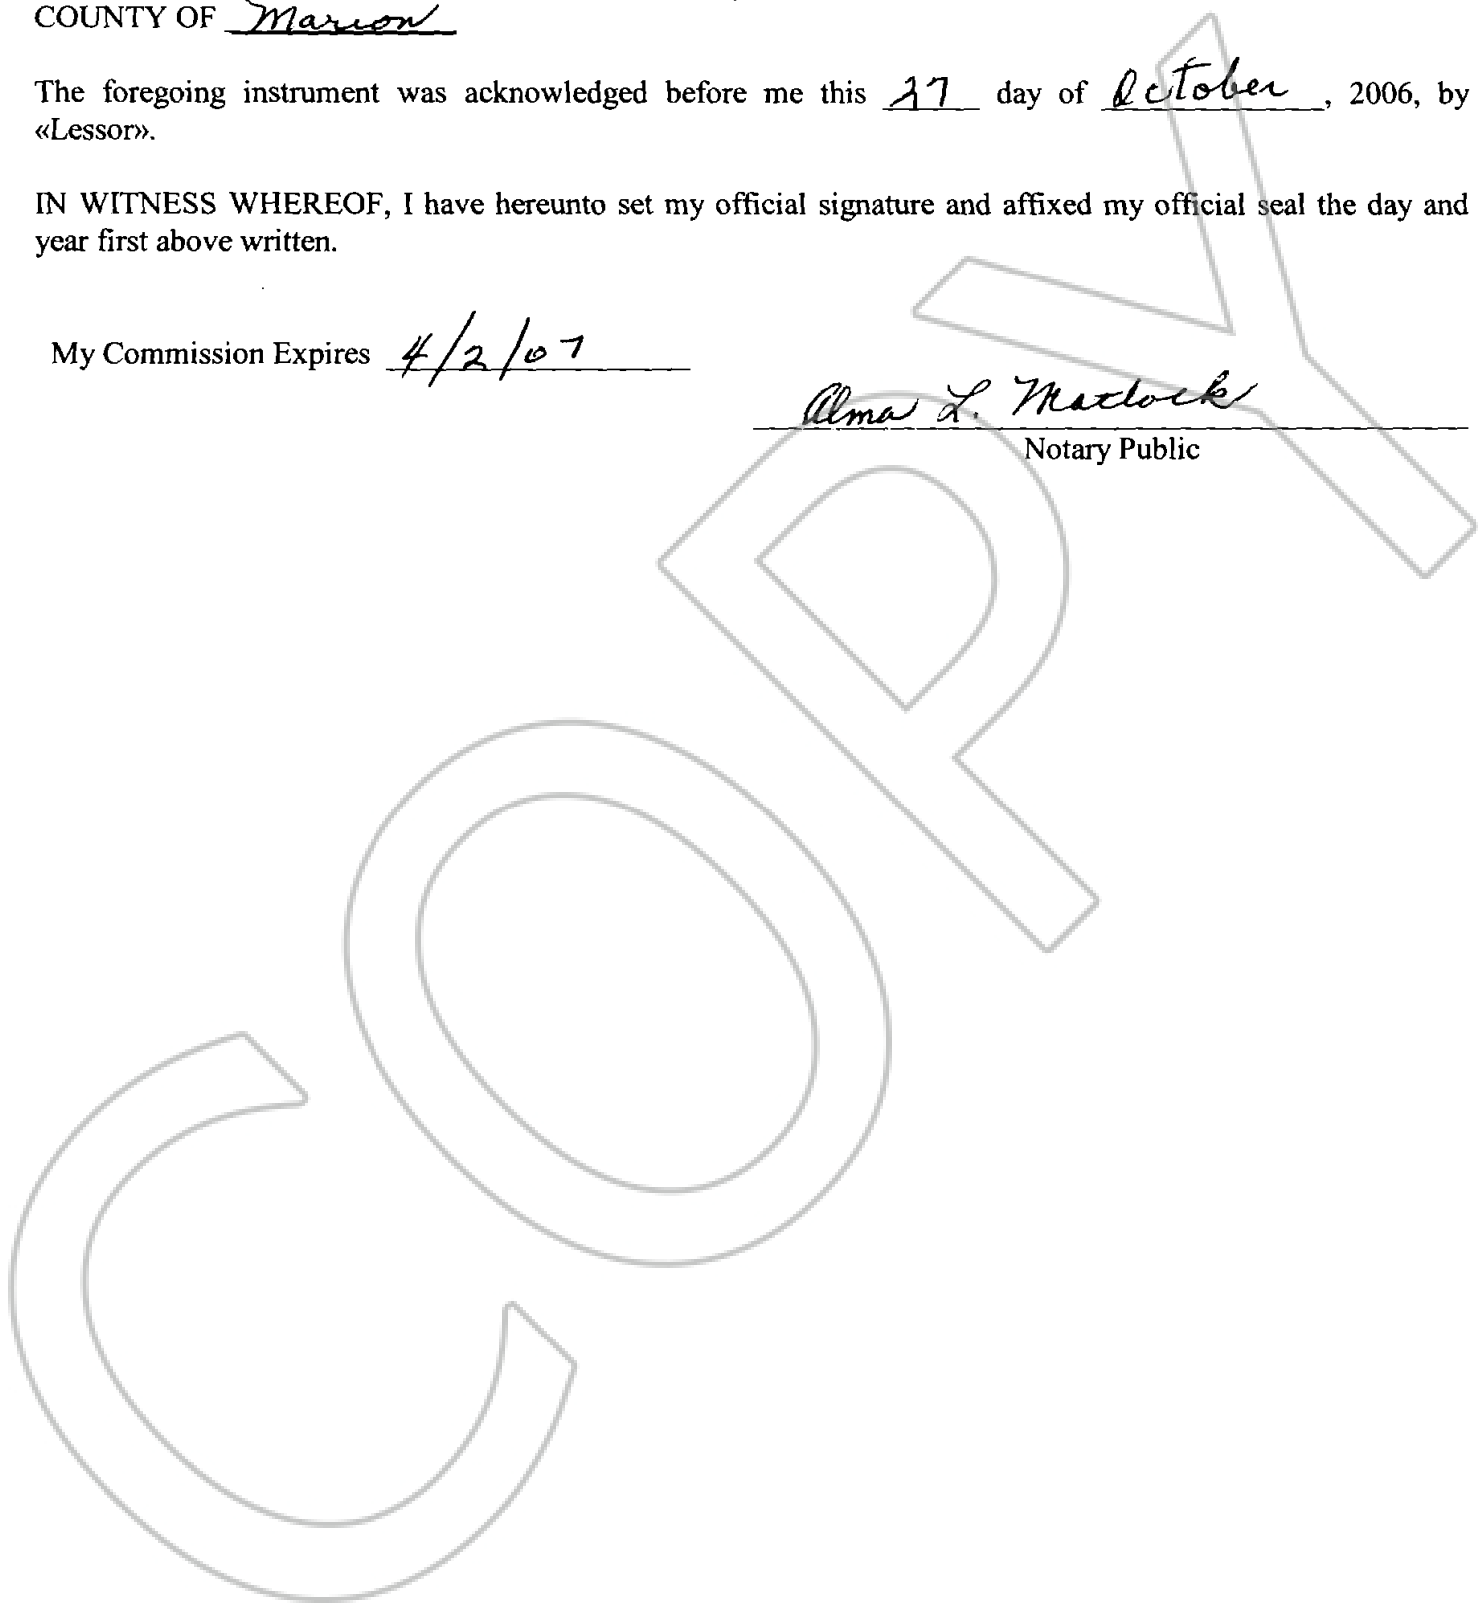 COUNTY OF Marion
The foregoing instrument was acknowledged before me this 27 day of October, 2006, by
«Lessor».
IN WITNESS WHEREOF, I have hereunto set my official signature and affixed my official seal the day and
year first above written.
My Commission Expires 4/2/07
Alma L. Matlock
Notary Public
COPY